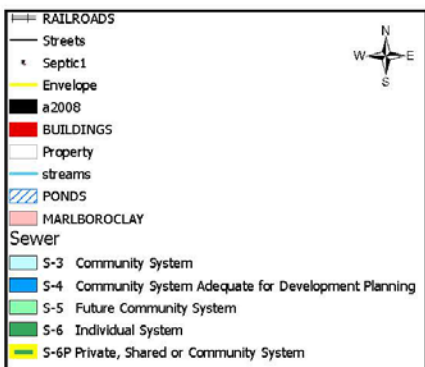 RAILROADS
Streets
Septic1
Envelope
a2008
BUILDINGS
Property
streams
PONDS
MARLBOROCLAY
Sewer
S-3 Community System
S-4 Community System Adequate for Development Planning
S-5 Future Community System
S-6 Individual System
S-6P Private, Shared or Community System
N
W E
S